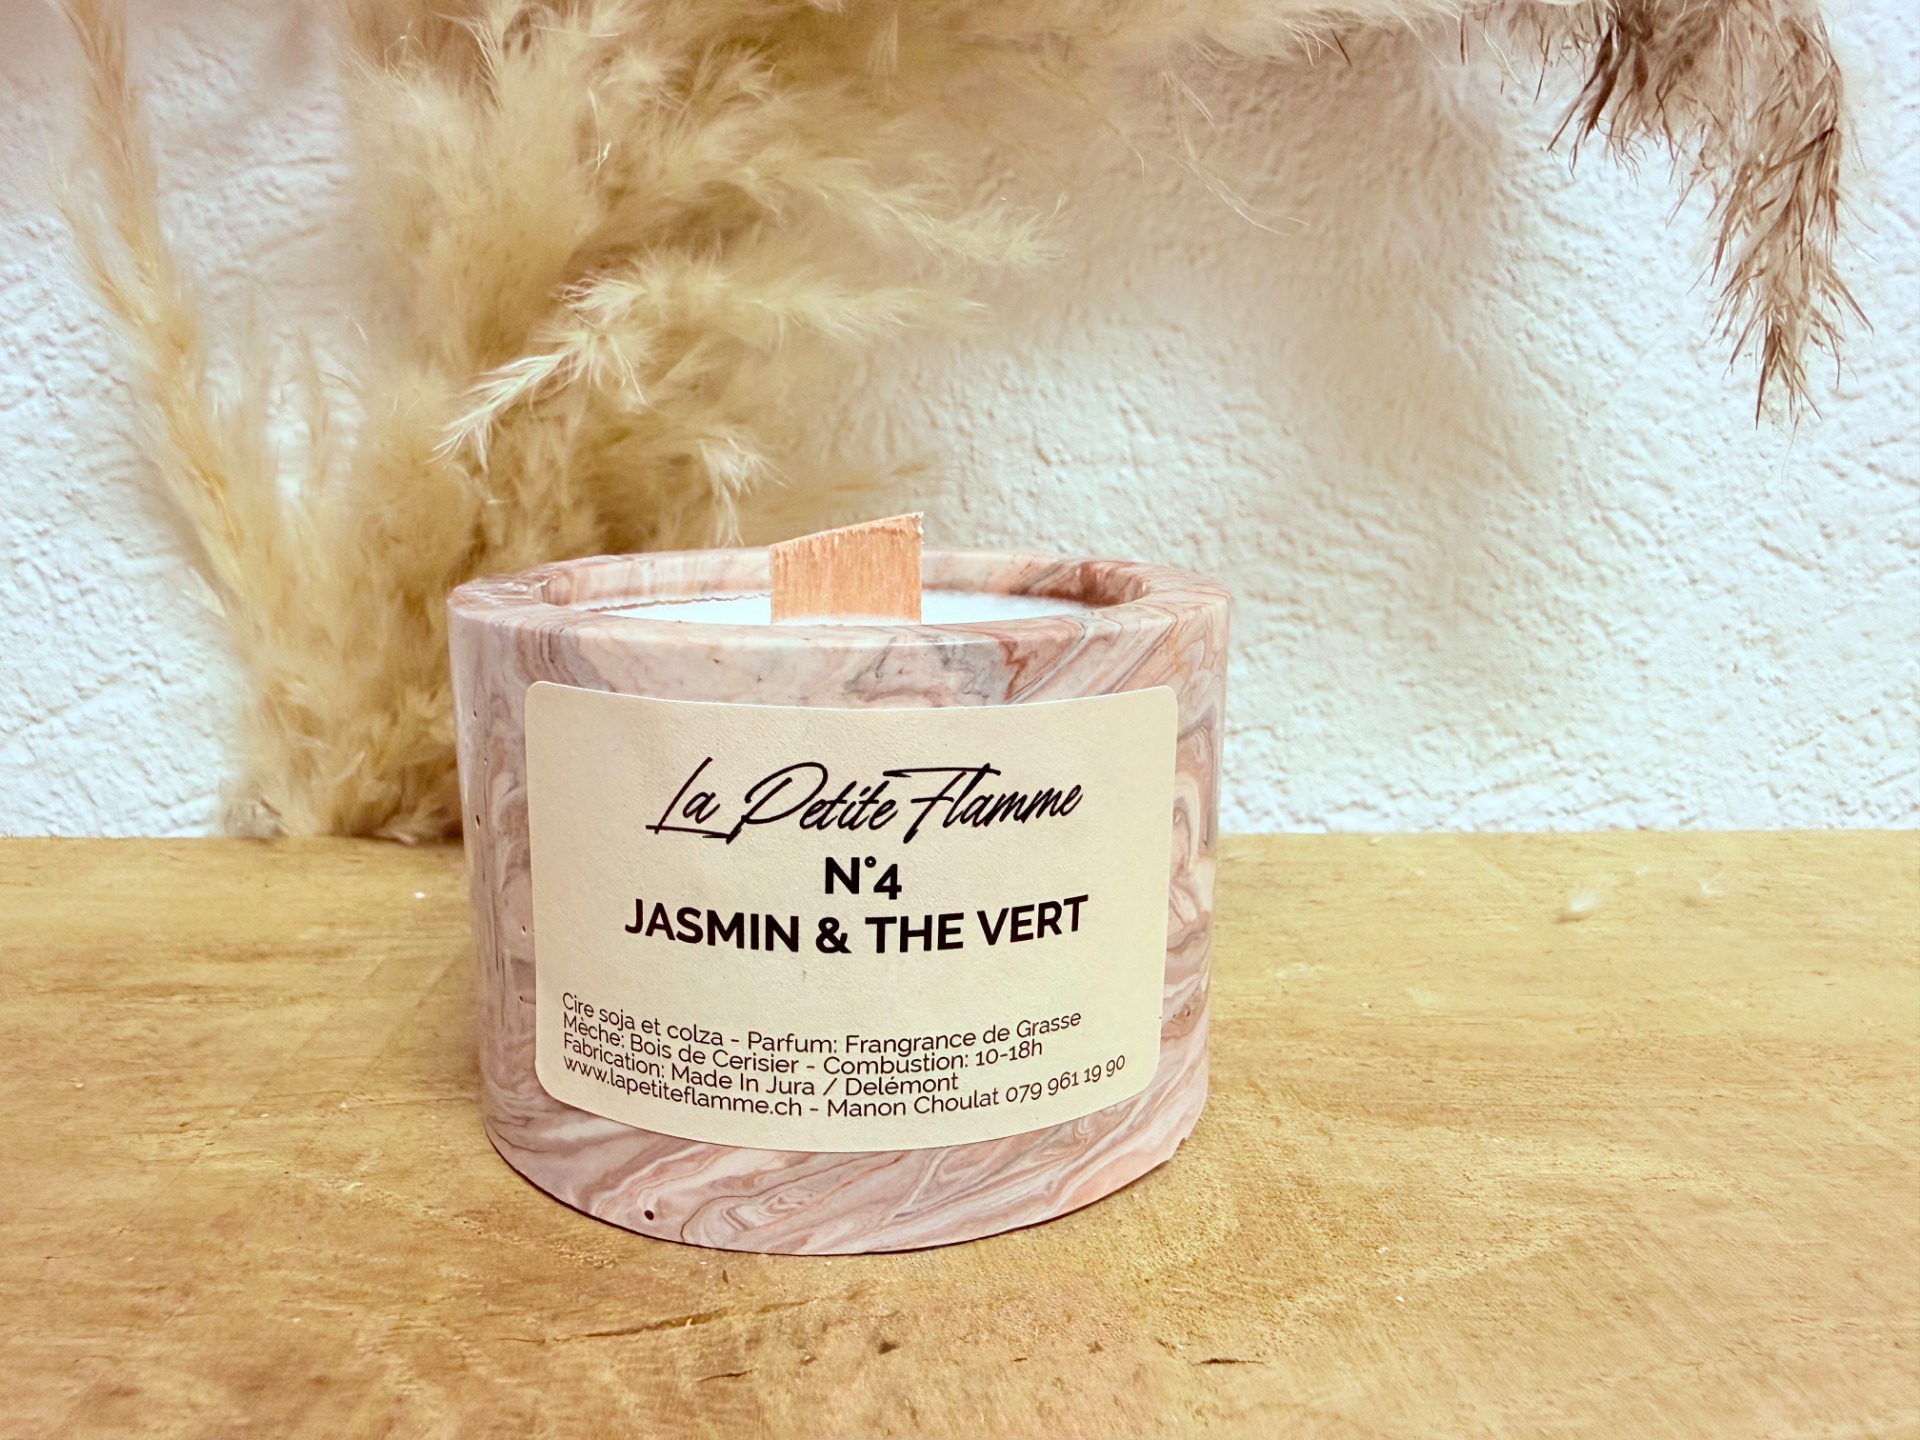 La Petite Flamme
N°4
JASMIN & THE VERT
Cire soja et colza - Parfum: Frangrance de Grasse
Mèche: Bois de Cerisier - Combustion: 10-18h
Fabrication: Made In Jura / Delémont
www.lapetiteflamme.ch - Manon Choulat 079 961 19 90